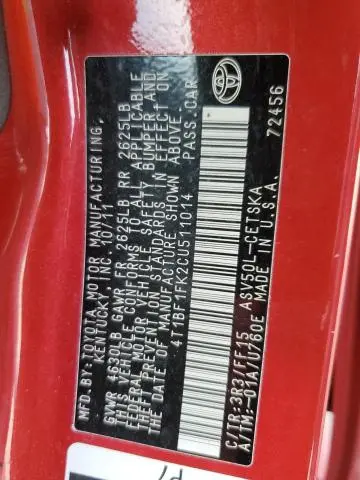 MFD.BY:TOYOTA MOTOR MANUFACTURING
KENTUCKY, INC. 10/11
GVWR 4630LB GAWR FR 2625LB RR 2625LB
THIS VEHICLE CONFORMS TO ALL APPLICABLE
FEDERAL MOTOR VEHICLE SAFETY BUMPER AND
THEFT PREVENTION STANDARDS IN EFFECT ON
THE DATE OF MANUFACTURE SHOWN ABOVE.
4T1BF1FK2CU511014 PASS.CAR
C/TR:3R3/FF15 ASV50L-CETSKA
A/TM:-01A/U760E MADE IN U.S.A.
72456